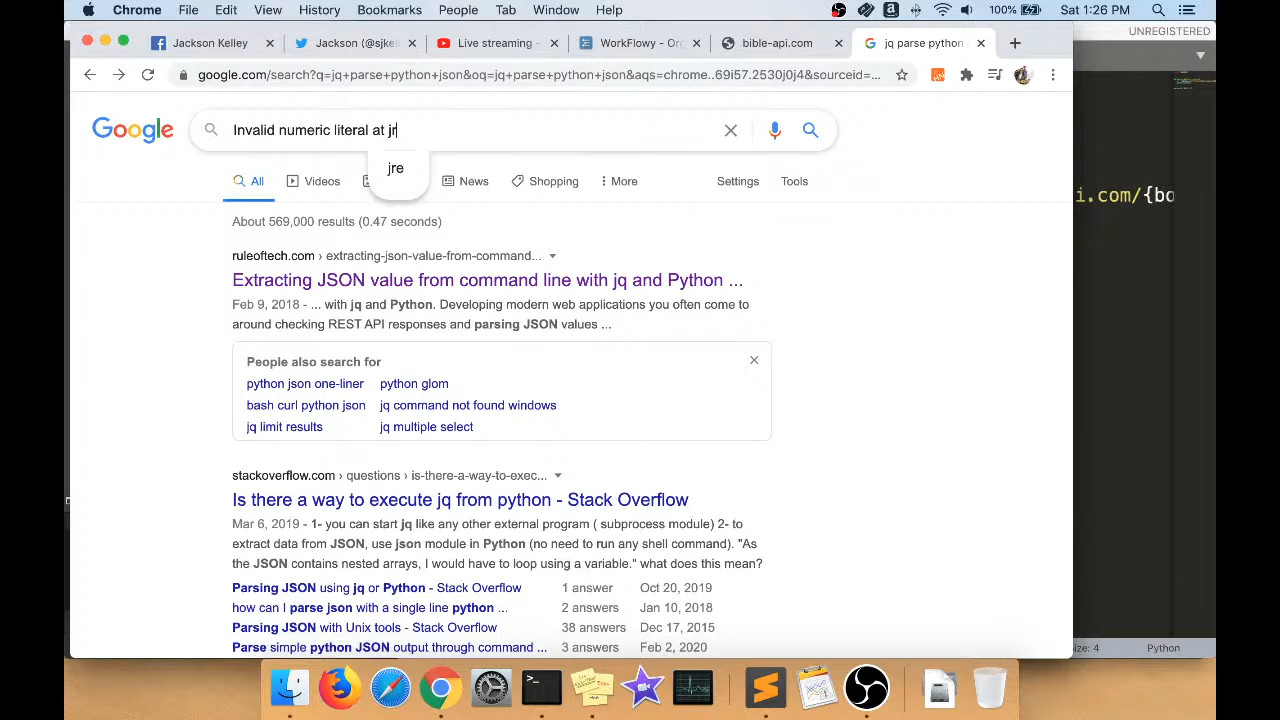 Chrome File Edit View History Bookmarks People Tab Window Help 100% Sat 1:26 PM
UNREGISTERED
Jackson Kelley Jackson (@sjkel Livestreaming - WorkFlowy - Org bible-api.com jq parse python
google.com/search?q=jq+parse+python+json&oq=jq+parse+python+json&aqs=chrome...69i57.2530j0j4&sourceid=...
Google Invalid numeric literal at jr
jre
All Videos News Shopping More Settings Tools
i.com/{bo
About 569,000 results (0.47 seconds)
ruleoftech.com › extracting-json-value-from-command...
Extracting JSON value from command line with jq and Python ...
Feb 9, 2018 - ... with jq and Python. Developing modern web applications you often come to
around checking REST API responses and parsing JSON values ...
People also search for
python json one-liner python glom
bash curl python json jq command not found windows
jq limit results jq multiple select
stackoverflow.com › questions › is-there-a-way-to-exec...
Is there a way to execute jq from python - Stack Overflow
Mar 6, 2019 - 1- you can start jq like any other external program ( subprocess module) 2- to
extract data from JSON, use json module in Python (no need to run any shell command). "As
the JSON contains nested arrays, I would have to loop using a variable." what does this mean?
Parsing JSON using jq or Python - Stack Overflow 1 answer Oct 20, 2019
how can I parse json with a single line python ... 2 answers Jan 10, 2018
Parsing JSON with Unix tools - Stack Overflow 38 answers Dec 17, 2015
Parse simple python JSON output through command ... 3 answers Feb 2, 2020
ize: 4 Python